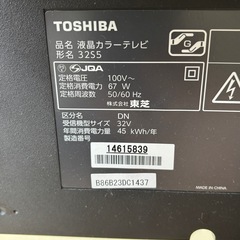 TOSHIBA
品名 液晶カラーテレビ
形名 32S5
JQA
定格電圧: 100V~
定格消費電力: 67 W
定格周波数: 50/60 Hz
株式会社 東芝
区分名 DN
受信機型サイズ 32V
年間消費電力量 45 kWh/年
製造番号
14615839
B86B23DC1437
MADE IN CHINA